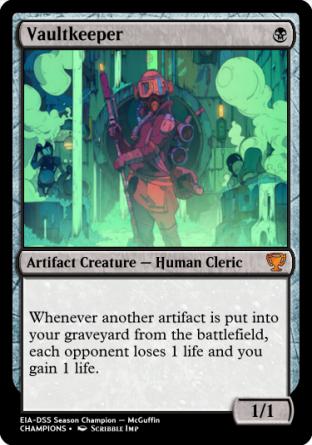 Vaultkeeper
Artifact Creature — Human Cleric
Whenever another artifact is put into
your graveyard from the battlefield,
each opponent loses 1 life and you
gain 1 life.
1/1
EIA-DSS Season Champion — McGuffin
CHAMPIONS • Scribble Imp